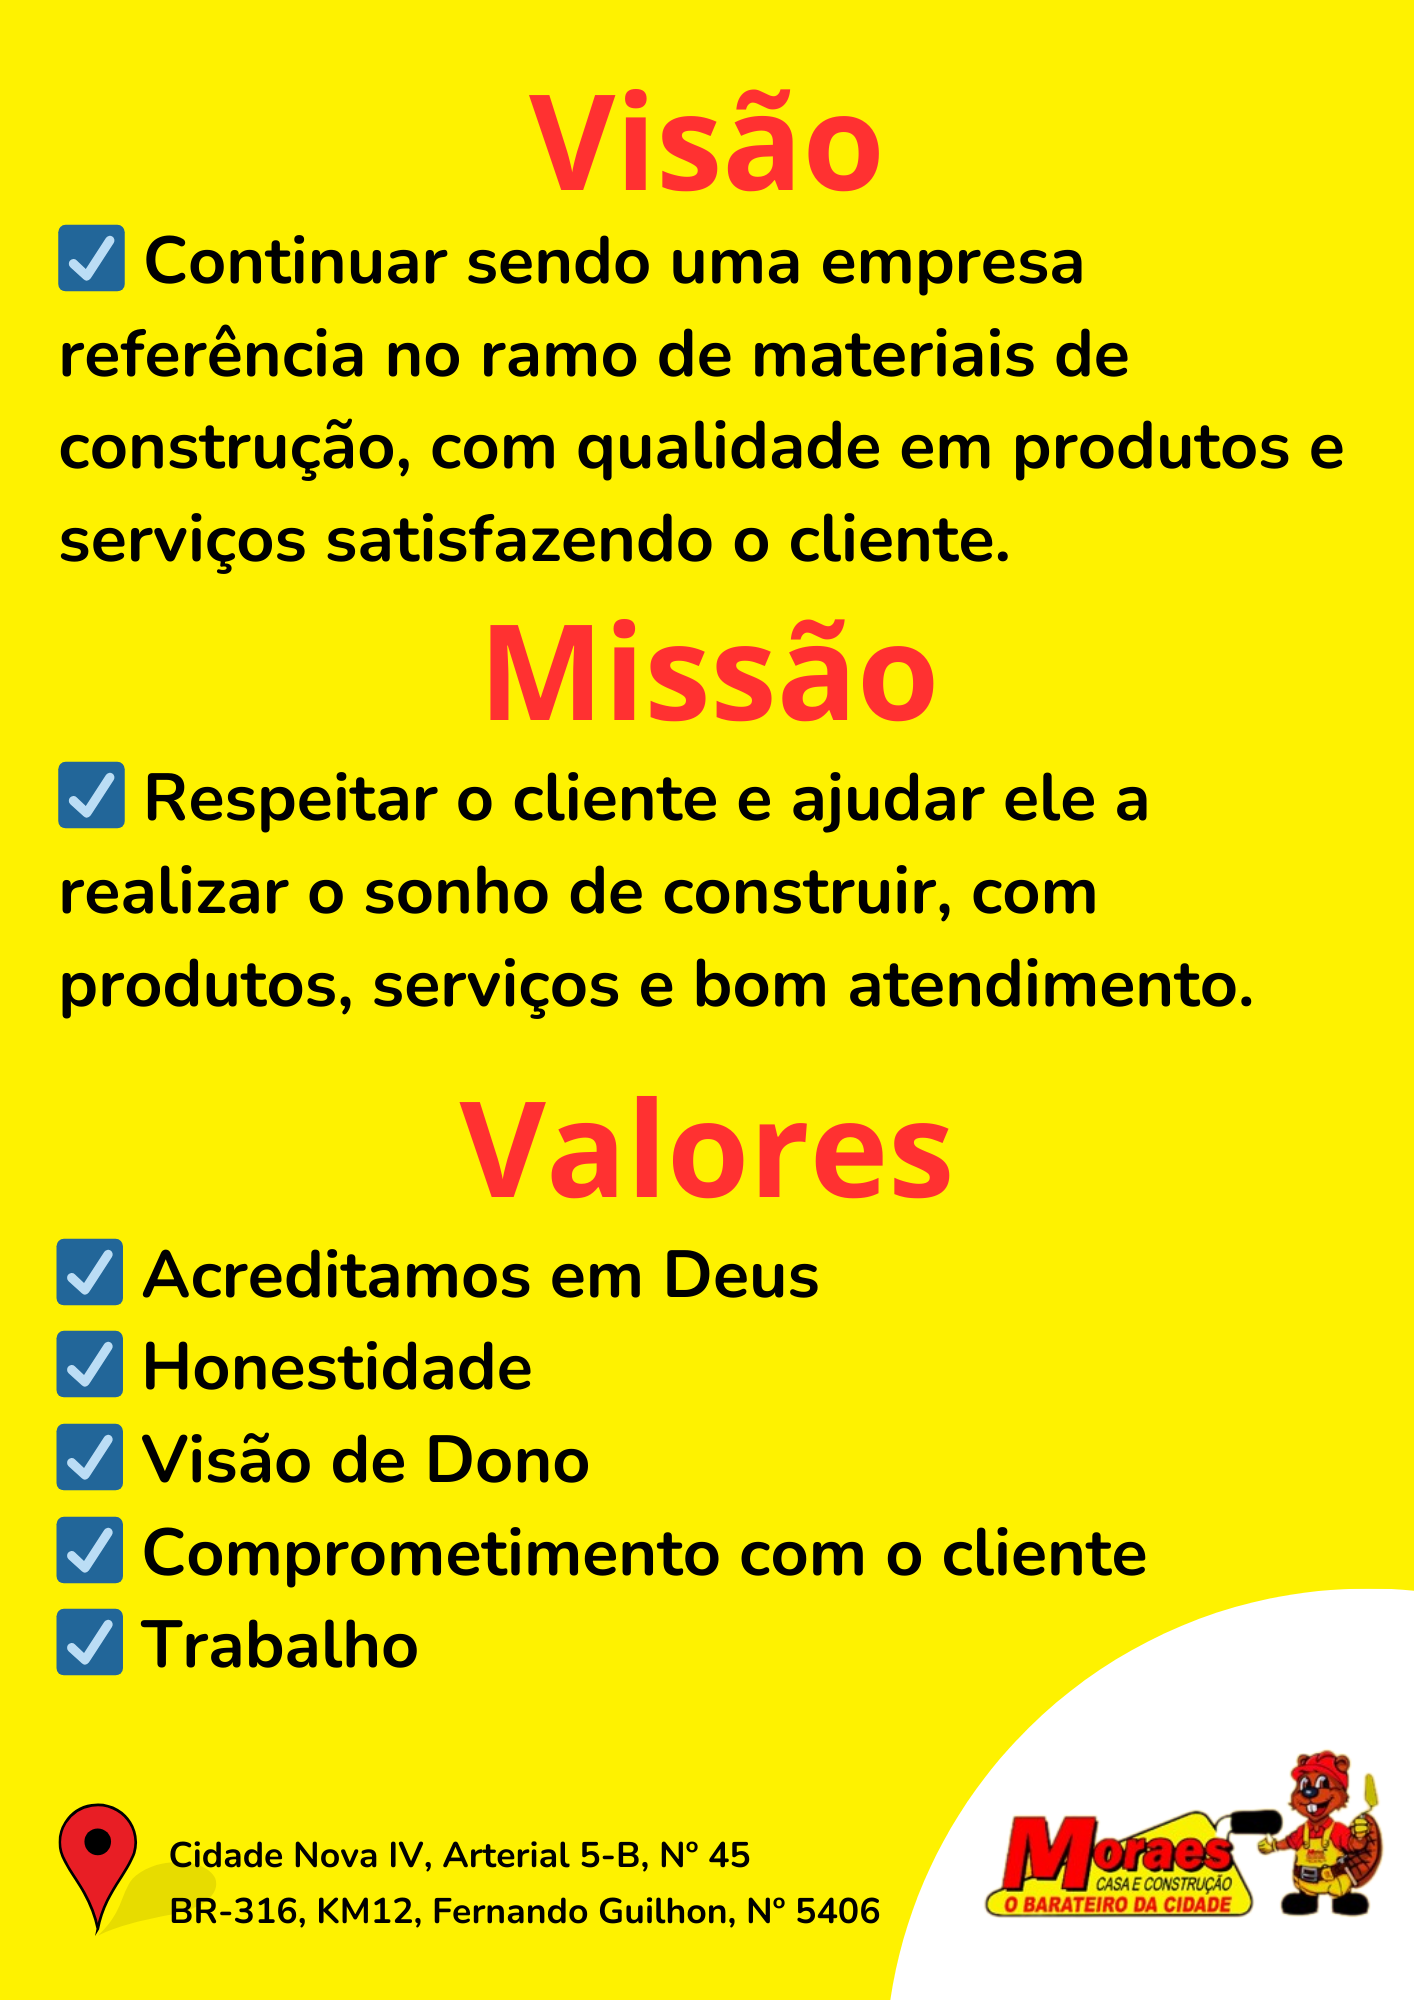 Visão
Continuar sendo uma empresa
referência no ramo de materiais de
construção, com qualidade em produtos e
serviços satisfazendo o cliente.
Missão
Respeitar o cliente e ajudar ele a
realizar o sonho de construir, com
produtos, serviços e bom atendimento.
Valores
Acreditamos em Deus
Honestidade
Visão de Dono
Comprometimento com o cliente
Trabalho
Cidade Nova IV, Arterial 5-B, Nº 45
BR-316, KM12, Fernando Guilhon, Nº 5406
Moraes
CASA E CONSTRUÇÃO
O BARATEIRO DA CIDADE